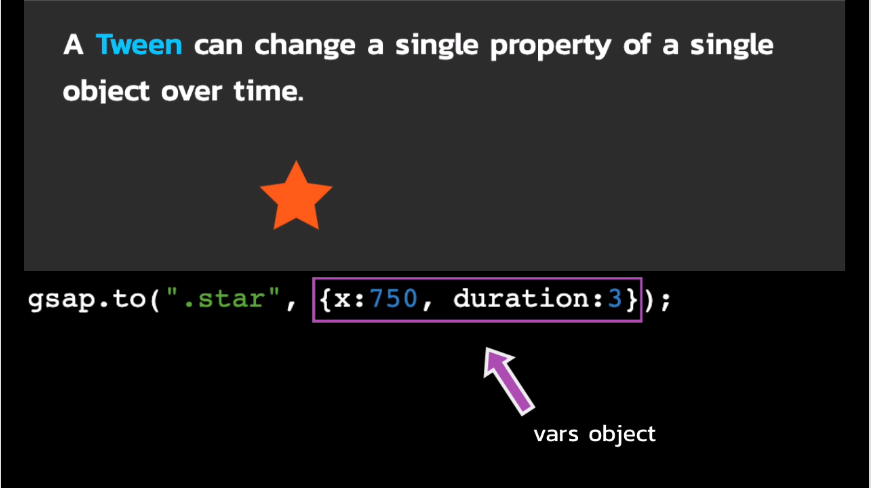 A Tween can change a single property of a single
object over time.
gsap.to(".star", {x:750, duration:3});
vars object